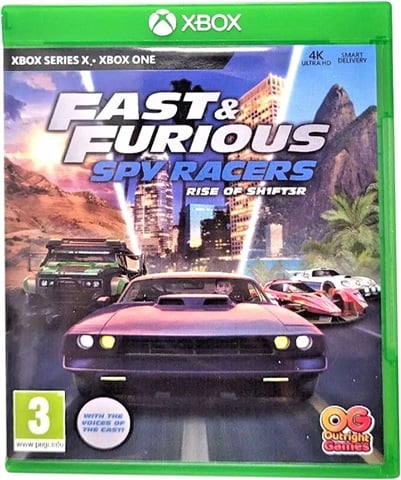 XBOX
XBOX SERIES X • XBOX ONE
4K
ULTRA HD
SMART
DELIVERY
FAST &
FURIOUS
SPY RACERS
RISE OF SH1FT3R
3
www.pegi.info
WITH THE
VOICES OF
THE CAST!
OG
Outright
Games